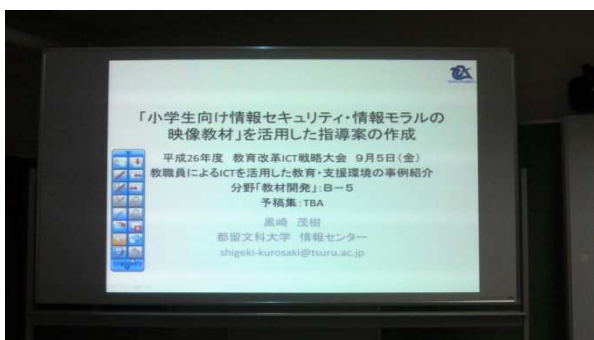 「小学生向け情報セキュリティ・情報モラルの
映像教材」を活用した指導案の作成
平成26年度 教育改革ICT戦略大会 9月5日(金)
教職員によるICTを活用した教育・支援環境の事例紹介
分野「教材開発」:B－5
予稿集:TBA
黒崎 茂樹
都留文科大学 情報センター
shigeki-kurosaki@tsuru.ac.jp